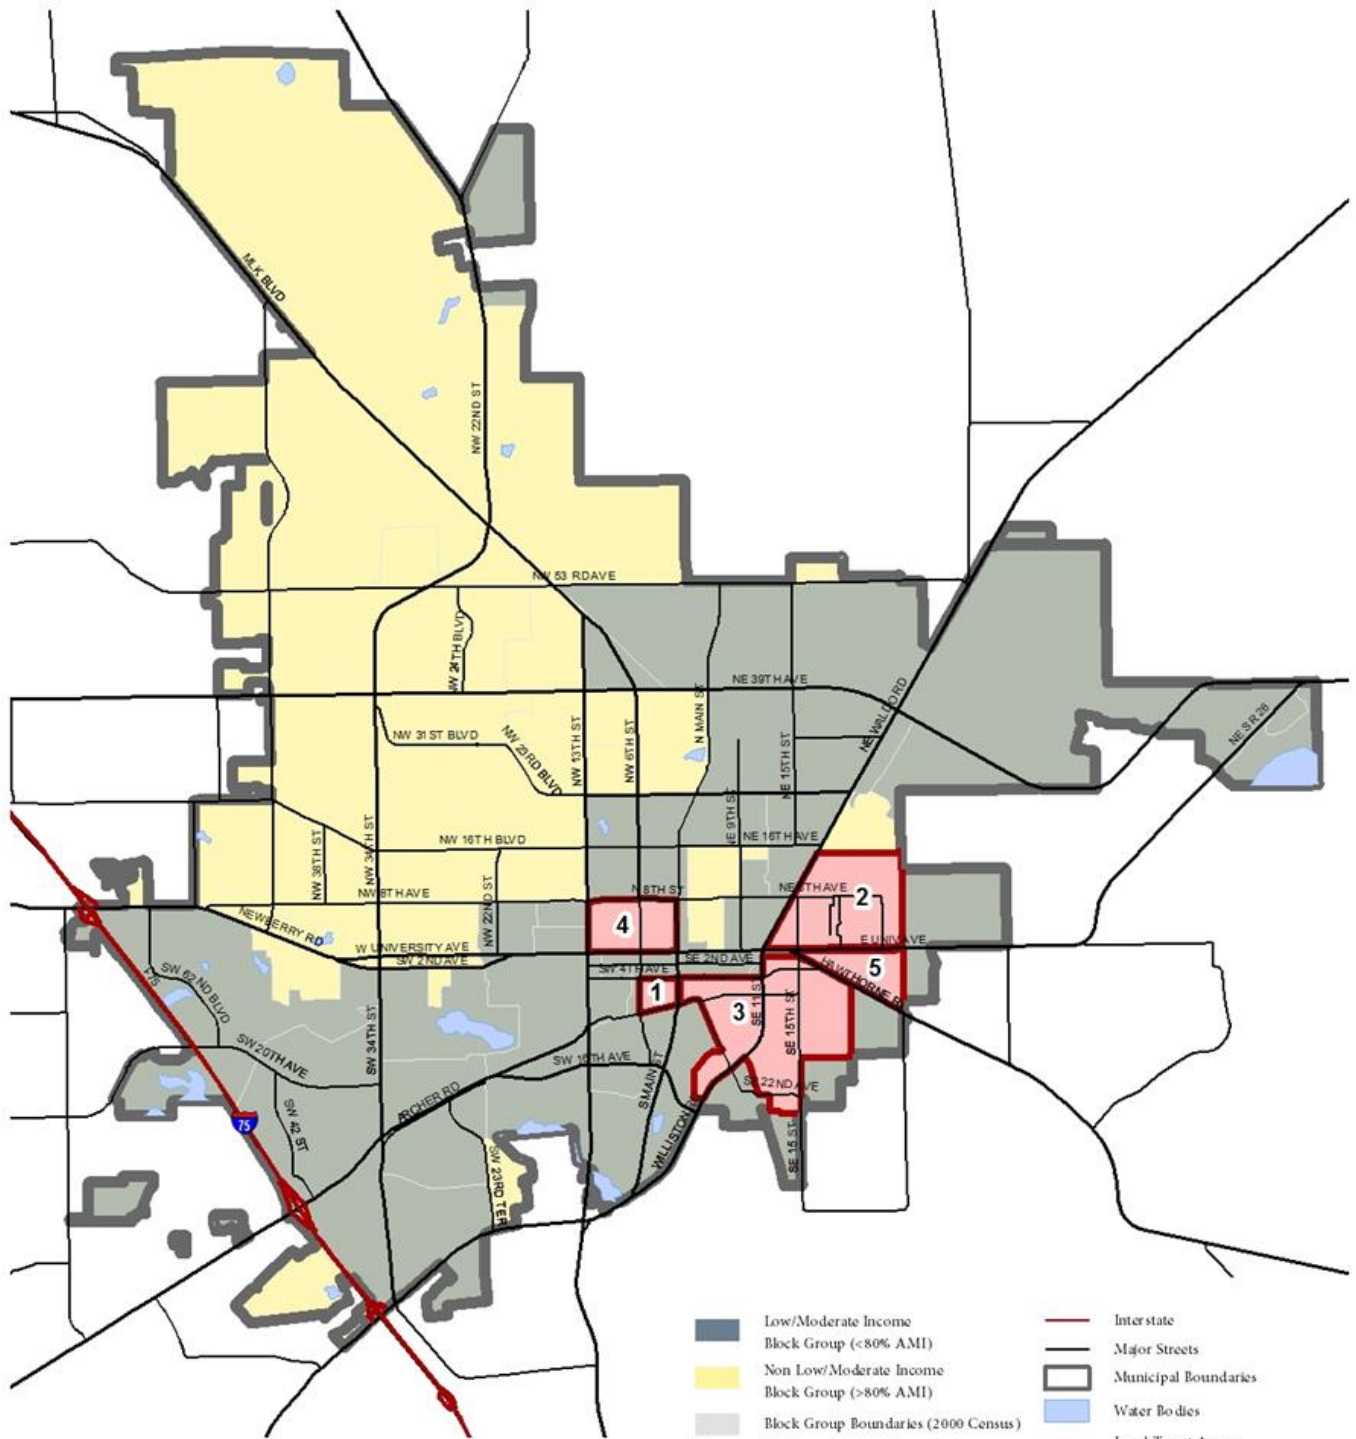 MLK BLVD
NW 22ND ST
NW 53 RD AVE
NW 24TH BLVD
NE 39TH AVE
NE WALDO RD
N MAIN ST
NE SR 26
NW 31ST BLVD
NW 23RD BLVD
NW 13TH ST
NW 6TH ST
NE 15TH ST
NE 9TH ST
NW 16TH BLVD
NE 16TH AVE
NW 38TH ST
NW 34TH ST
NW 8TH AVE
NW 22ND ST
N 8TH ST
NE 8TH AVE
2
4
NEWBERRY RD
W UNIVERSITY AVE
E UNIV AVE
SW 2ND AVE
SE 2ND AVE
SW 4TH AVE
5
HAWTHORNE RD
I-75
SW 62ND BLVD
1
3
SE 11 ST
SE 15TH ST
SW 34TH ST
SW 20TH AVE
SW 16TH AVE
S MAIN ST
SE 22ND AVE
ARCHER RD
75
SW 42 ST
WILLISTON RD
SE 15 ST
SW 23RD TER
Low/Moderate Income
Block Group (<80% AMI)
Non Low/Moderate Income
Block Group (>80% AMI)
Block Group Boundaries (2000 Census)
Interstate
Major Streets
Municipal Boundaries
Water Bodies